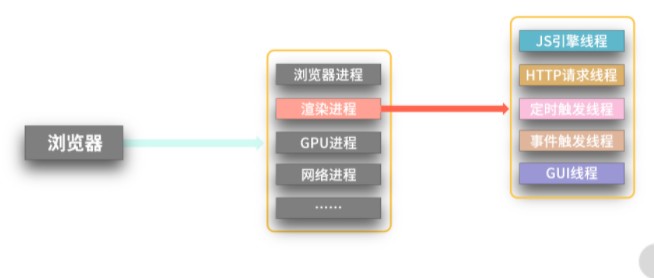 浏览器
浏览器进程
渲染进程
GPU进程
网络进程
……
JS引擎线程
HTTP请求线程
定时触发线程
事件触发线程
GUI线程